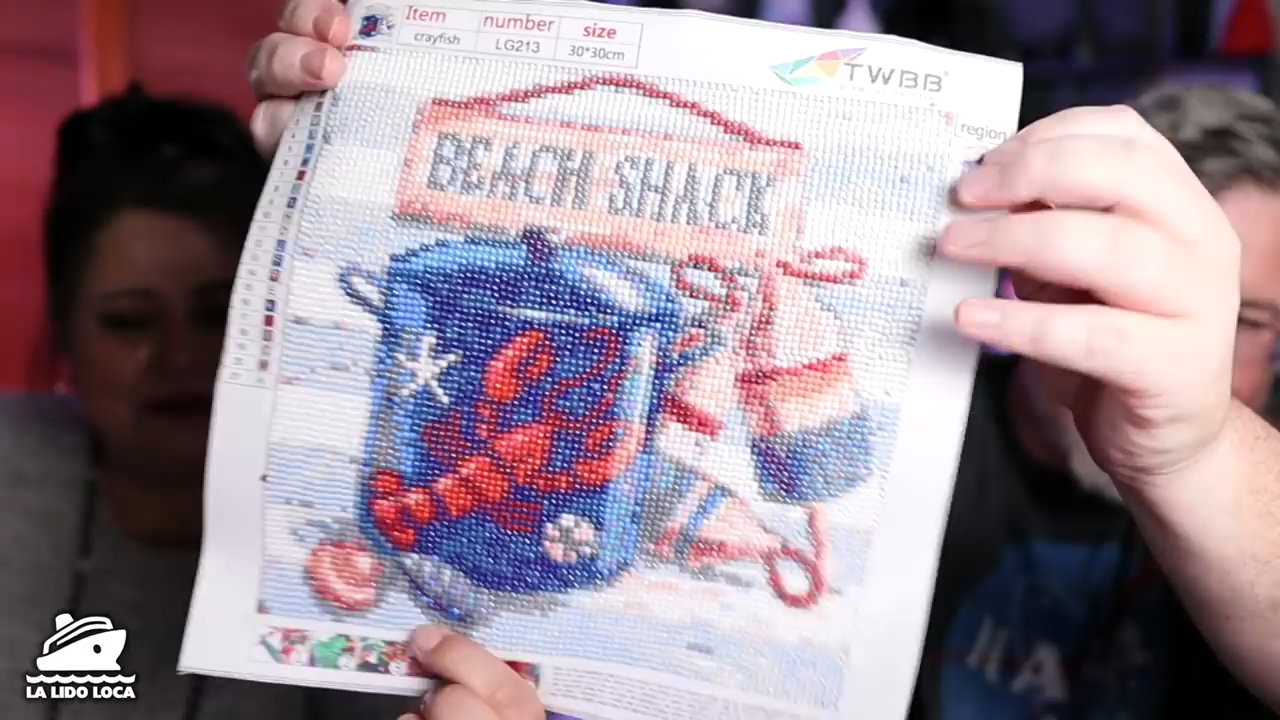 Item number size
crayfish LG213 30*30cm
TWBB
region
BEACH SHACK
LA LIDO LOCA